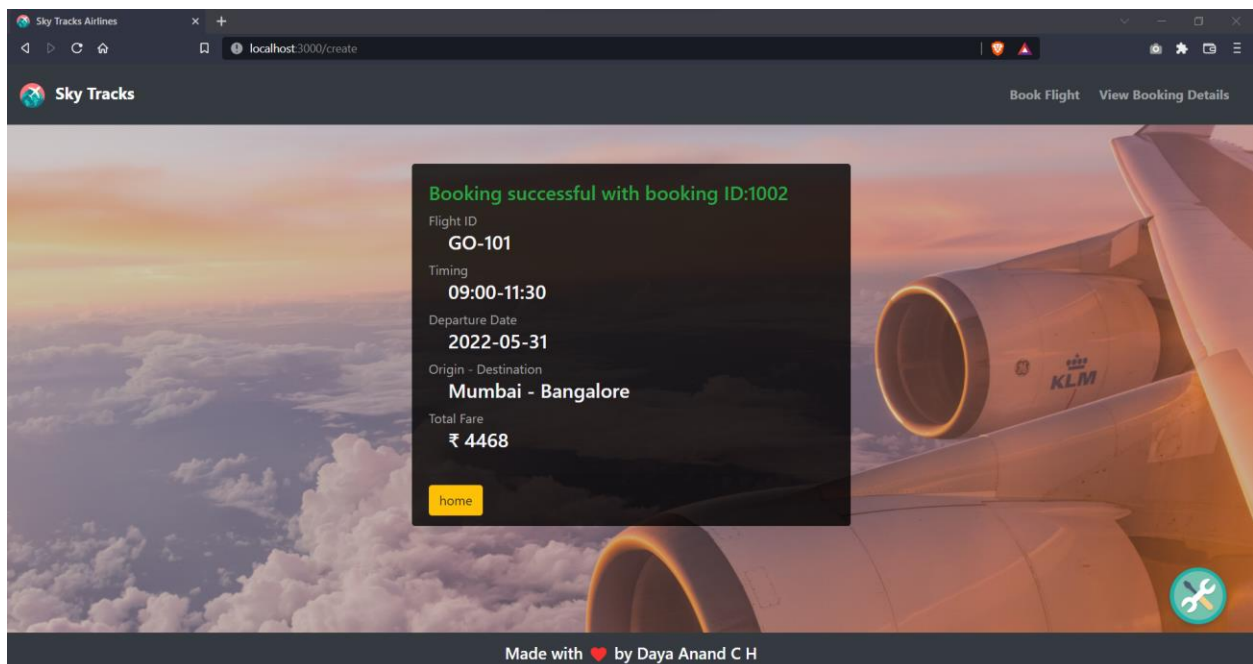 Sky Tracks Airlines
localhost:3000/create
Sky Tracks
Book Flight View Booking Details
Booking successful with booking ID:1002
Flight ID
GO-101
Timing
09:00-11:30
Departure Date
2022-05-31
Origin - Destination
Mumbai - Bangalore
Total Fare
₹ 4468
home
KLM
Made with ❤ by Daya Anand C H